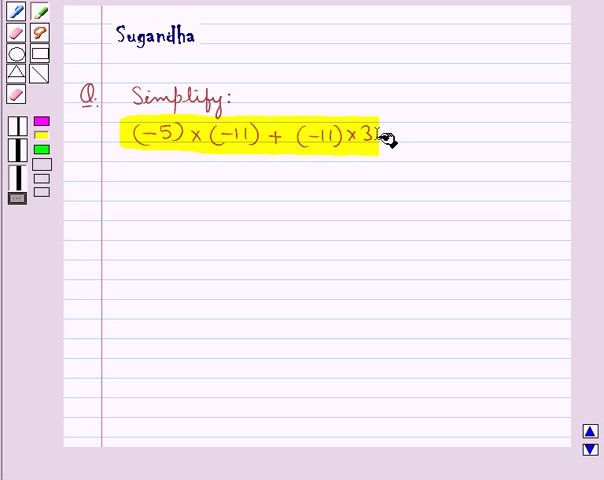 Sugandha
Q. Simplify:
(-5) × (-11) + (-11) × 31